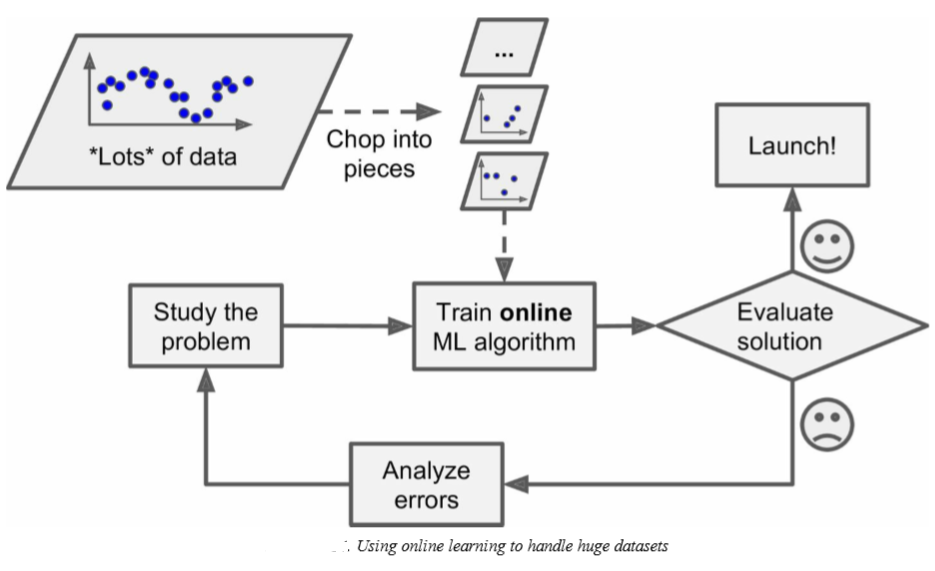 *Lots* of data
Chop into
pieces
...
Launch!
Study the
problem
Train online
ML algorithm
Evaluate
solution
Analyze
errors
Using online learning to handle huge datasets